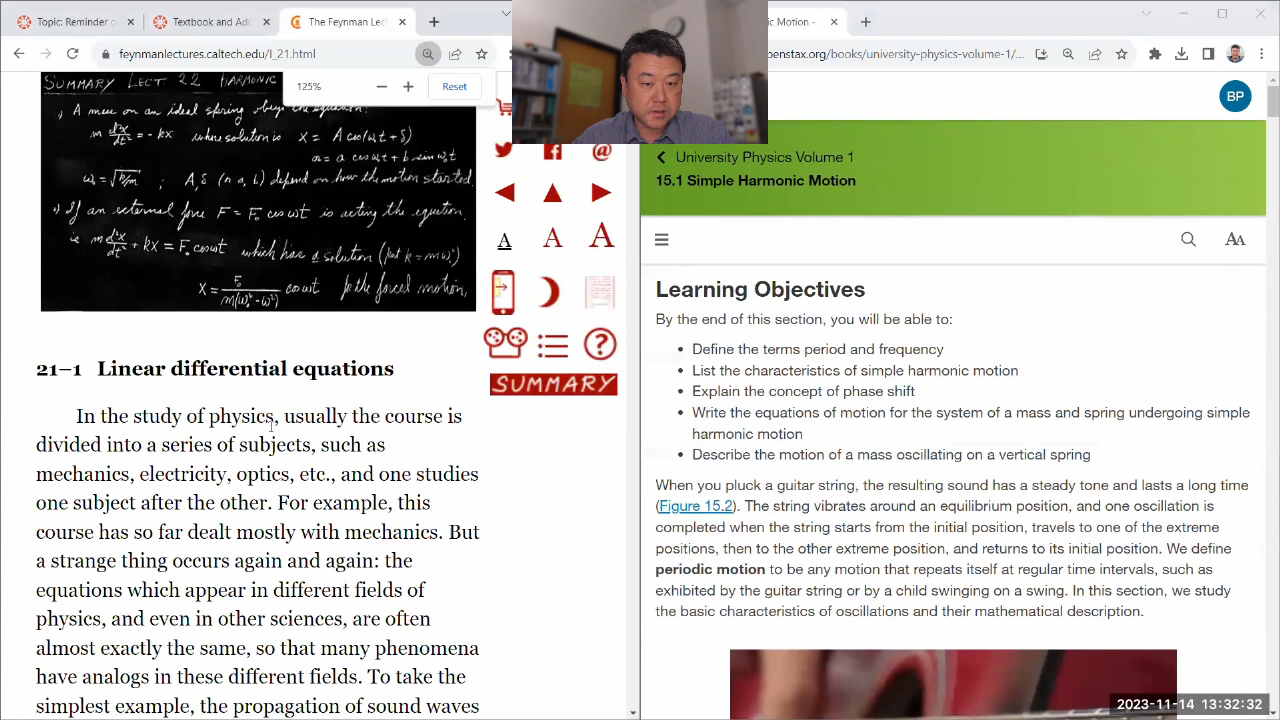 Topic: Reminder o
Textbook and Adde
The Feynman Lectu
ic Motion -
feynmanlectures.caltech.edu/I_21.html
penstax.org/books/university-physics-volume-1/...
125%
Reset
BP
SUMMARY LECT. 22 HARMONIC
1) A mass on an ideal spring obeys the equation:
m d²x/dt² = -kx where solution is x = A cos(ω₀t + δ)
or = a cos ω₀t + b sin ω₀t
ω₀ = √k/m ; A, δ (or a, b) depend on how the motion started.
If an external force F = F₀ cos ωt is acting the equation
is m d²x/dt² + kx = F₀ cos ωt which has a solution (put k = mω₀²)
x = F₀/m(ω₀² - ω²) cos ωt for the forced motion,
A A A
SUMMARY
21–1 Linear differential equations
In the study of physics, usually the course is
divided into a series of subjects, such as
mechanics, electricity, optics, etc., and one studies
one subject after the other. For example, this
course has so far dealt mostly with mechanics. But
a strange thing occurs again and again: the
equations which appear in different fields of
physics, and even in other sciences, are often
almost exactly the same, so that many phenomena
have analogs in these different fields. To take the
simplest example, the propagation of sound waves
University Physics Volume 1
15.1 Simple Harmonic Motion
AA
Learning Objectives
By the end of this section, you will be able to:
• Define the terms period and frequency
• List the characteristics of simple harmonic motion
• Explain the concept of phase shift
• Write the equations of motion for the system of a mass and spring undergoing simple
harmonic motion
• Describe the motion of a mass oscillating on a vertical spring
When you pluck a guitar string, the resulting sound has a steady tone and lasts a long time
(Figure 15.2). The string vibrates around an equilibrium position, and one oscillation is
completed when the string starts from the initial position, travels to one of the extreme
positions, then to the other extreme position, and returns to its initial position. We define
periodic motion to be any motion that repeats itself at regular time intervals, such as
exhibited by the guitar string or by a child swinging on a swing. In this section, we study
the basic characteristics of oscillations and their mathematical description.
2023-11-14 13:32:32